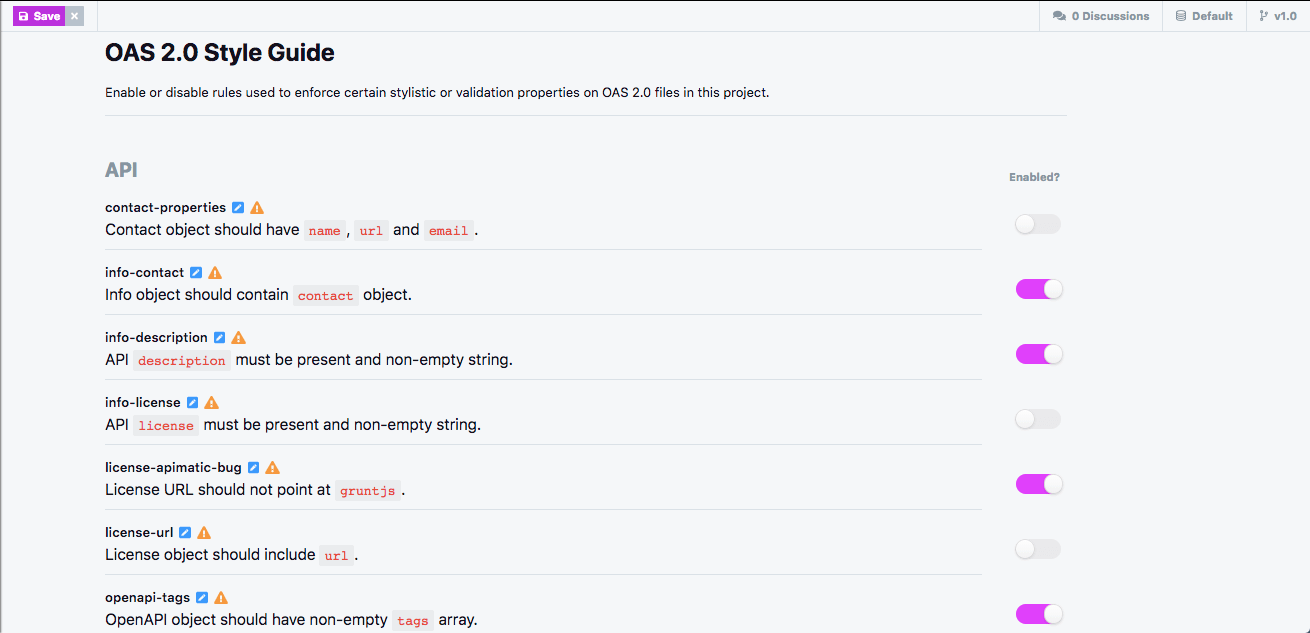 Save ×
0 Discussions Default v1.0
OAS 2.0 Style Guide
Enable or disable rules used to enforce certain stylistic or validation properties on OAS 2.0 files in this project.
API
Enabled?
contact-properties
Contact object should have name, url and email.
info-contact
Info object should contain contact object.
info-description
API description must be present and non-empty string.
info-license
API license must be present and non-empty string.
license-apimatic-bug
License URL should not point at gruntjs.
license-url
License object should include url.
openapi-tags
OpenAPI object should have non-empty tags array.